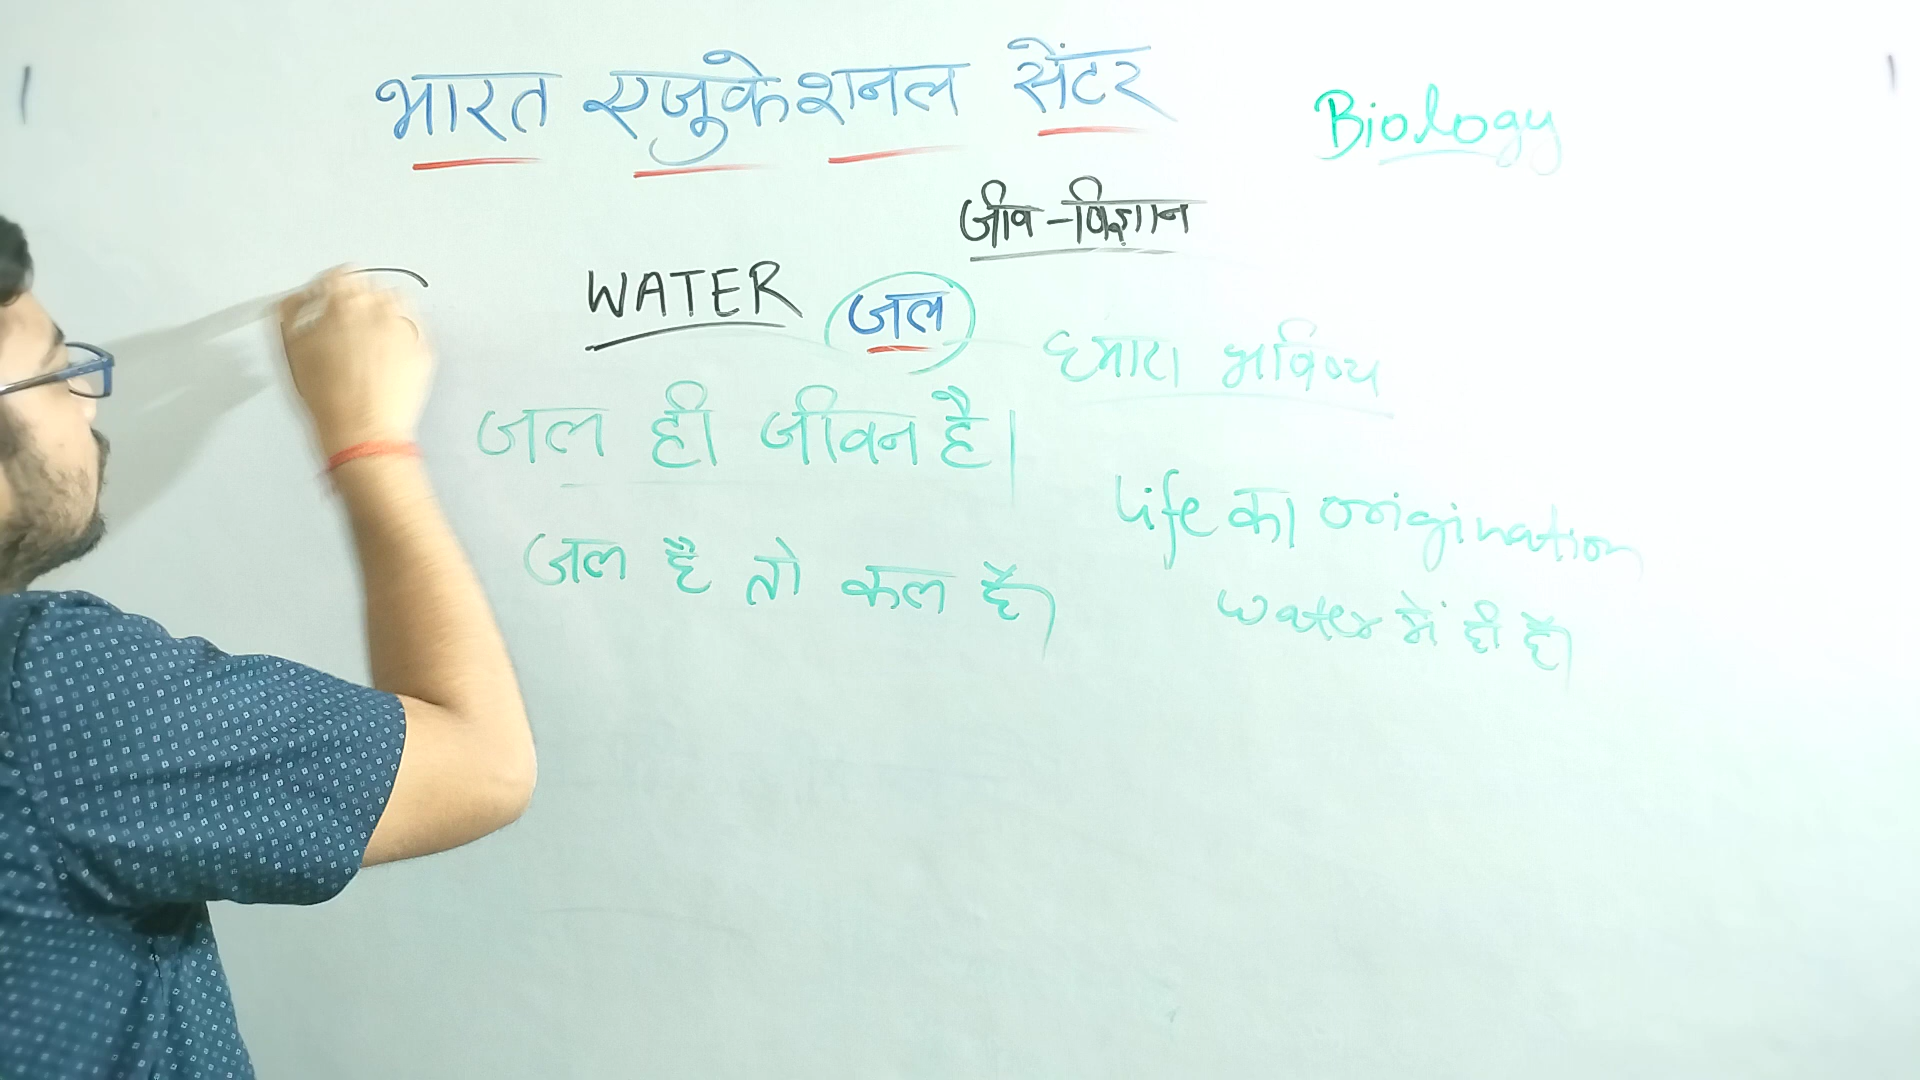 भारत एजुकेशनल सेंटर
Biology
जीव-विज्ञान
WATER जल
हमारा भविष्य
जल ही जीवन है।
Life का origination
water में ही है।
जल है तो कल है।